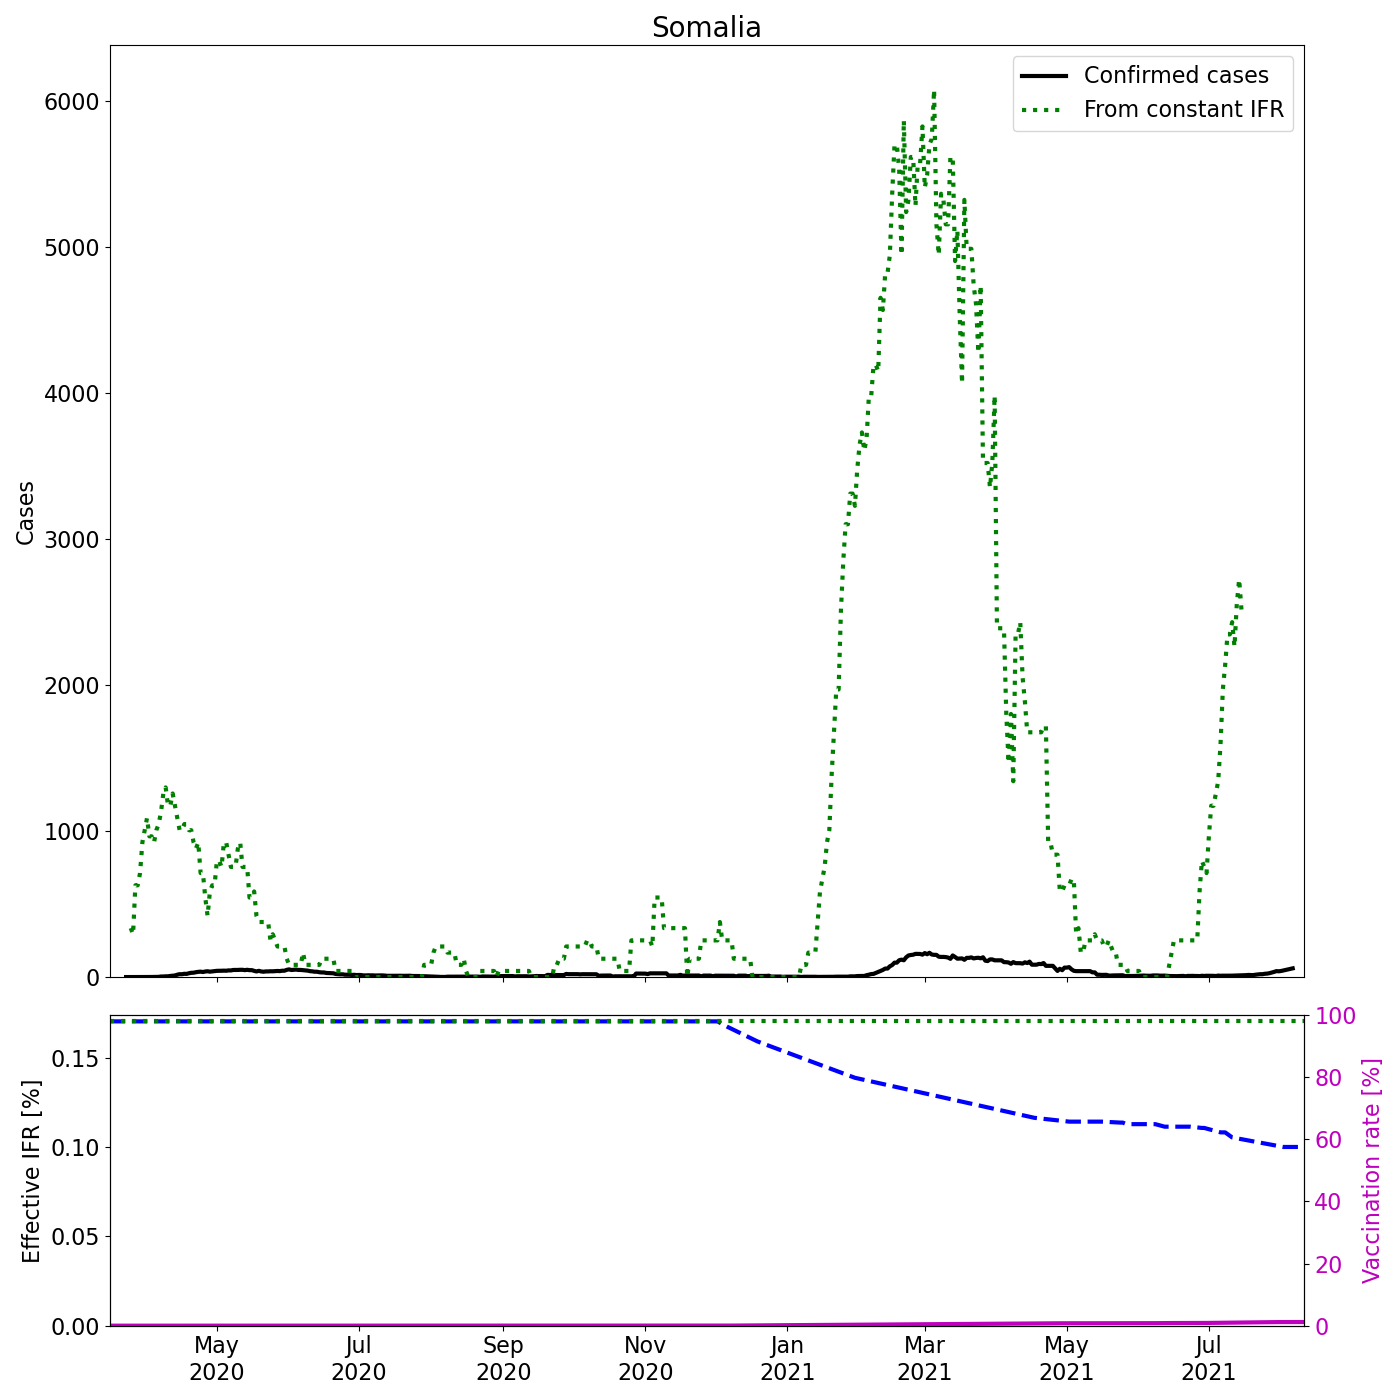 Somalia
Confirmed cases
From constant IFR
6000
5000
4000
3000
2000
1000
0
Cases
0.15
0.10
0.05
0.00
Effective IFR [%]
100
80
60
40
20
0
Vaccination rate [%]
May Jul Sep Nov Jan Mar May Jul
2020 2020 2020 2020 2021 2021 2021 2021